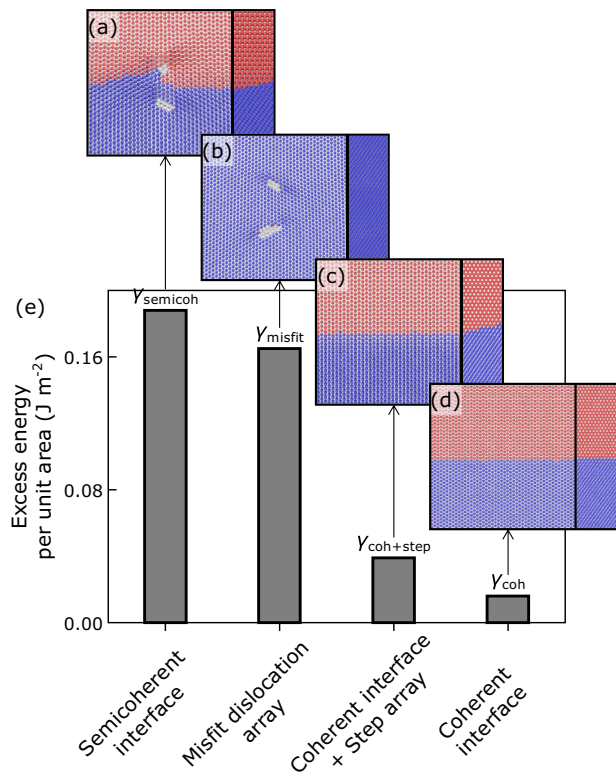 (a)
(b)
(c)
(d)
(e)
γsemicoh
γmisfit
γcoh+step
γcoh
Excess energy
per unit area (J m-2)
0.16
0.08
0.00
Semicoherent
interface
Misfit dislocation
array
Coherent interface
+ Step array
Coherent
interface